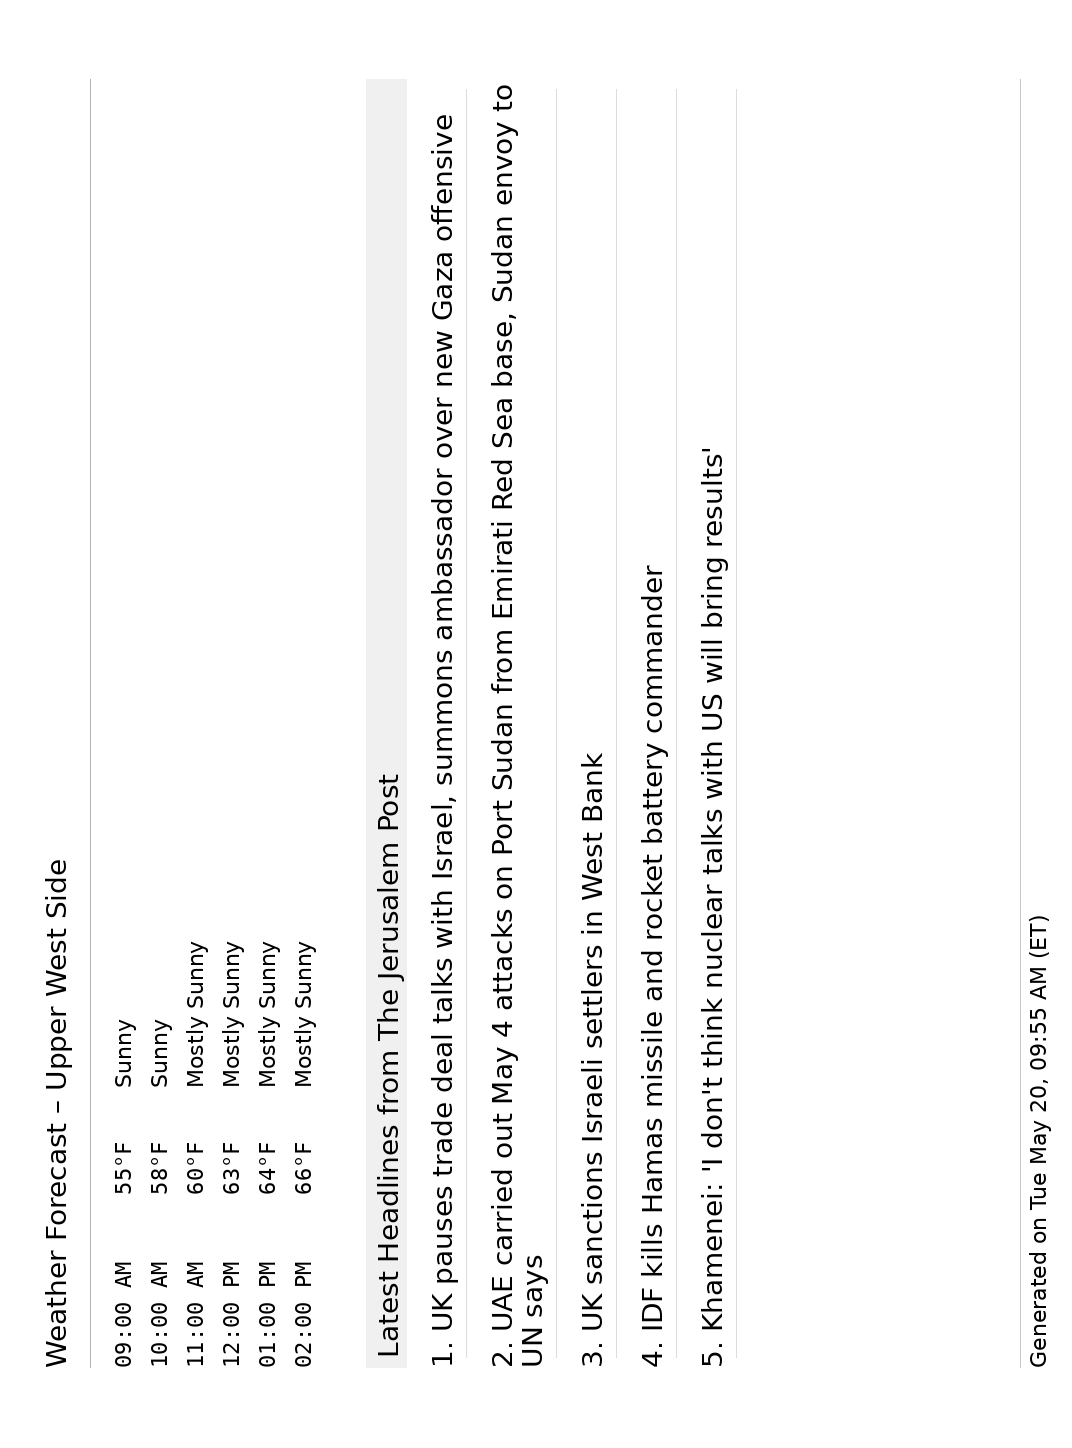 Weather Forecast – Upper West Side
09:00 AM 55°F Sunny
10:00 AM 58°F Sunny
11:00 AM 60°F Mostly Sunny
12:00 PM 63°F Mostly Sunny
01:00 PM 64°F Mostly Sunny
02:00 PM 66°F Mostly Sunny
Latest Headlines from The Jerusalem Post
1. UK pauses trade deal talks with Israel, summons ambassador over new Gaza offensive
2. UAE carried out May 4 attacks on Port Sudan from Emirati Red Sea base, Sudan envoy to
UN says
3. UK sanctions Israeli settlers in West Bank
4. IDF kills Hamas missile and rocket battery commander
5. Khamenei: 'I don't think nuclear talks with US will bring results'
Generated on Tue May 20, 09:55 AM (ET)